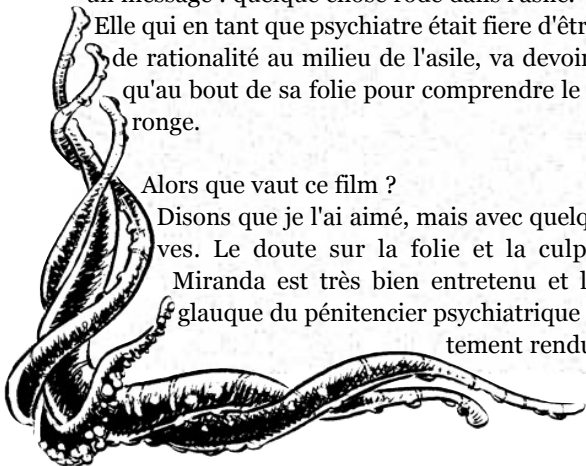 un message : quelque chose rôde dans l'asile.
Elle qui en tant que psychiatre était fiere d'êtr
de rationalité au milieu de l'asile, va devoir
qu'au bout de sa folie pour comprendre le
ronge.
Alors que vaut ce film ?
Disons que je l'ai aimé, mais avec quelq
ves. Le doute sur la folie et la culp
Miranda est très bien entretenu et l
glauque du pénitencier psychiatrique
tement rendu